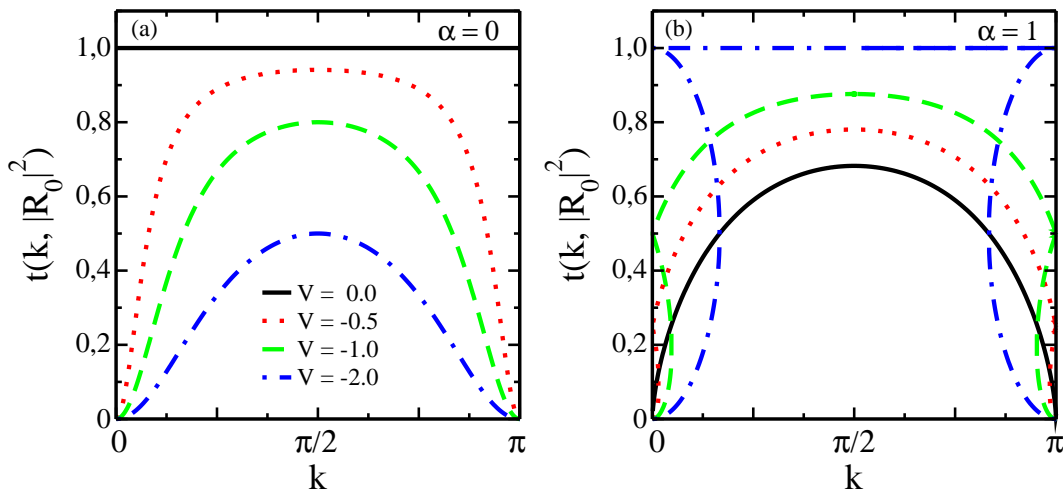 (a)
α = 0
1,0
0,8
0,6
0,4
0,2
0
t(k, |R_0|^2)
V = 0.0
V = -0.5
V = -1.0
V = -2.0
0
π/2
π
k
(b)
α = 1
1,0
0,8
0,6
0,4
0,2
0
t(k, |R_0|^2)
0
π/2
π
k